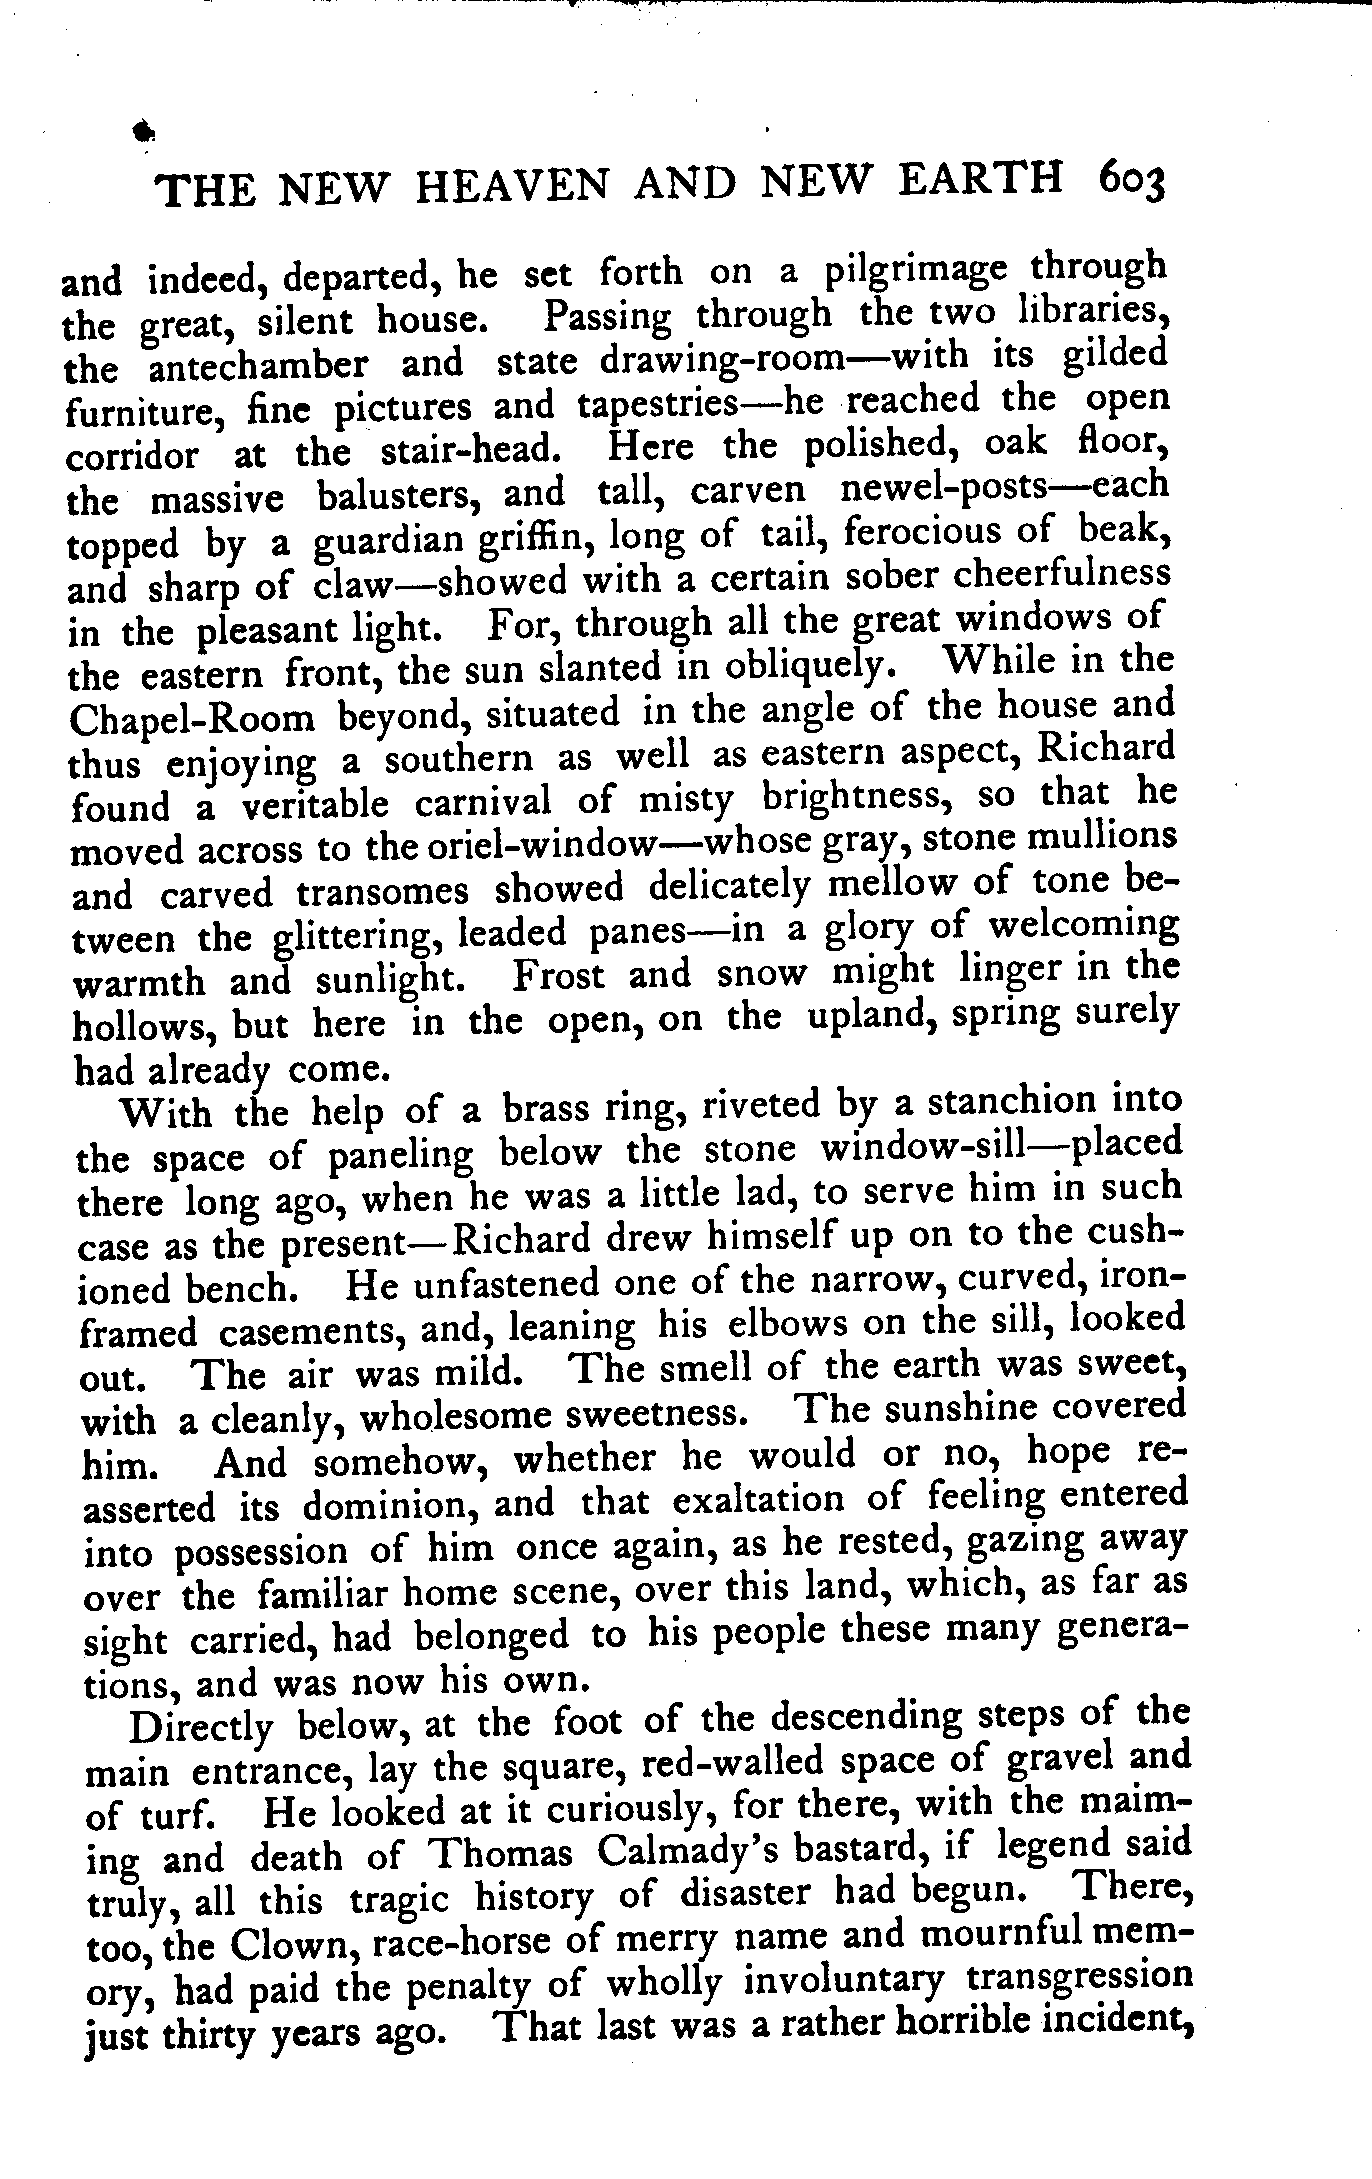 THE NEW HEAVEN AND NEW EARTH 603
and indeed, departed, he set forth on a pilgrimage through
the great, silent house. Passing through the two libraries,
the antechamber and state drawing-room—with its gilded
furniture, fine pictures and tapestries—he reached the open
corridor at the stair-head. Here the polished, oak floor,
the massive balusters, and tall, carven newel-posts—each
topped by a guardian griffin, long of tail, ferocious of beak,
and sharp of claw—showed with a certain sober cheerfulness
in the pleasant light. For, through all the great windows of
the eastern front, the sun slanted in obliquely. While in the
Chapel-Room beyond, situated in the angle of the house and
thus enjoying a southern as well as eastern aspect, Richard
found a veritable carnival of misty brightness, so that he
moved across to the oriel-window—whose gray, stone mullions
and carved transomes showed delicately mellow of tone be-
tween the glittering, leaded panes—in a glory of welcoming
warmth and sunlight. Frost and snow might linger in the
hollows, but here in the open, on the upland, spring surely
had already come.
With the help of a brass ring, riveted by a stanchion into
the space of paneling below the stone window-sill—placed
there long ago, when he was a little lad, to serve him in such
case as the present—Richard drew himself up on to the cush-
ioned bench. He unfastened one of the narrow, curved, iron-
framed casements, and, leaning his elbows on the sill, looked
out. The air was mild. The smell of the earth was sweet,
with a cleanly, wholesome sweetness. The sunshine covered
him. And somehow, whether he would or no, hope re-
asserted its dominion, and that exaltation of feeling entered
into possession of him once again, as he rested, gazing away
over the familiar home scene, over this land, which, as far as
sight carried, had belonged to his people these many genera-
tions, and was now his own.
Directly below, at the foot of the descending steps of the
main entrance, lay the square, red-walled space of gravel and
of turf. He looked at it curiously, for there, with the maim-
ing and death of Thomas Calmady's bastard, if legend said
truly, all this tragic history of disaster had begun. There,
too, the Clown, race-horse of merry name and mournful mem-
ory, had paid the penalty of wholly involuntary transgression
just thirty years ago. That last was a rather horrible incident,